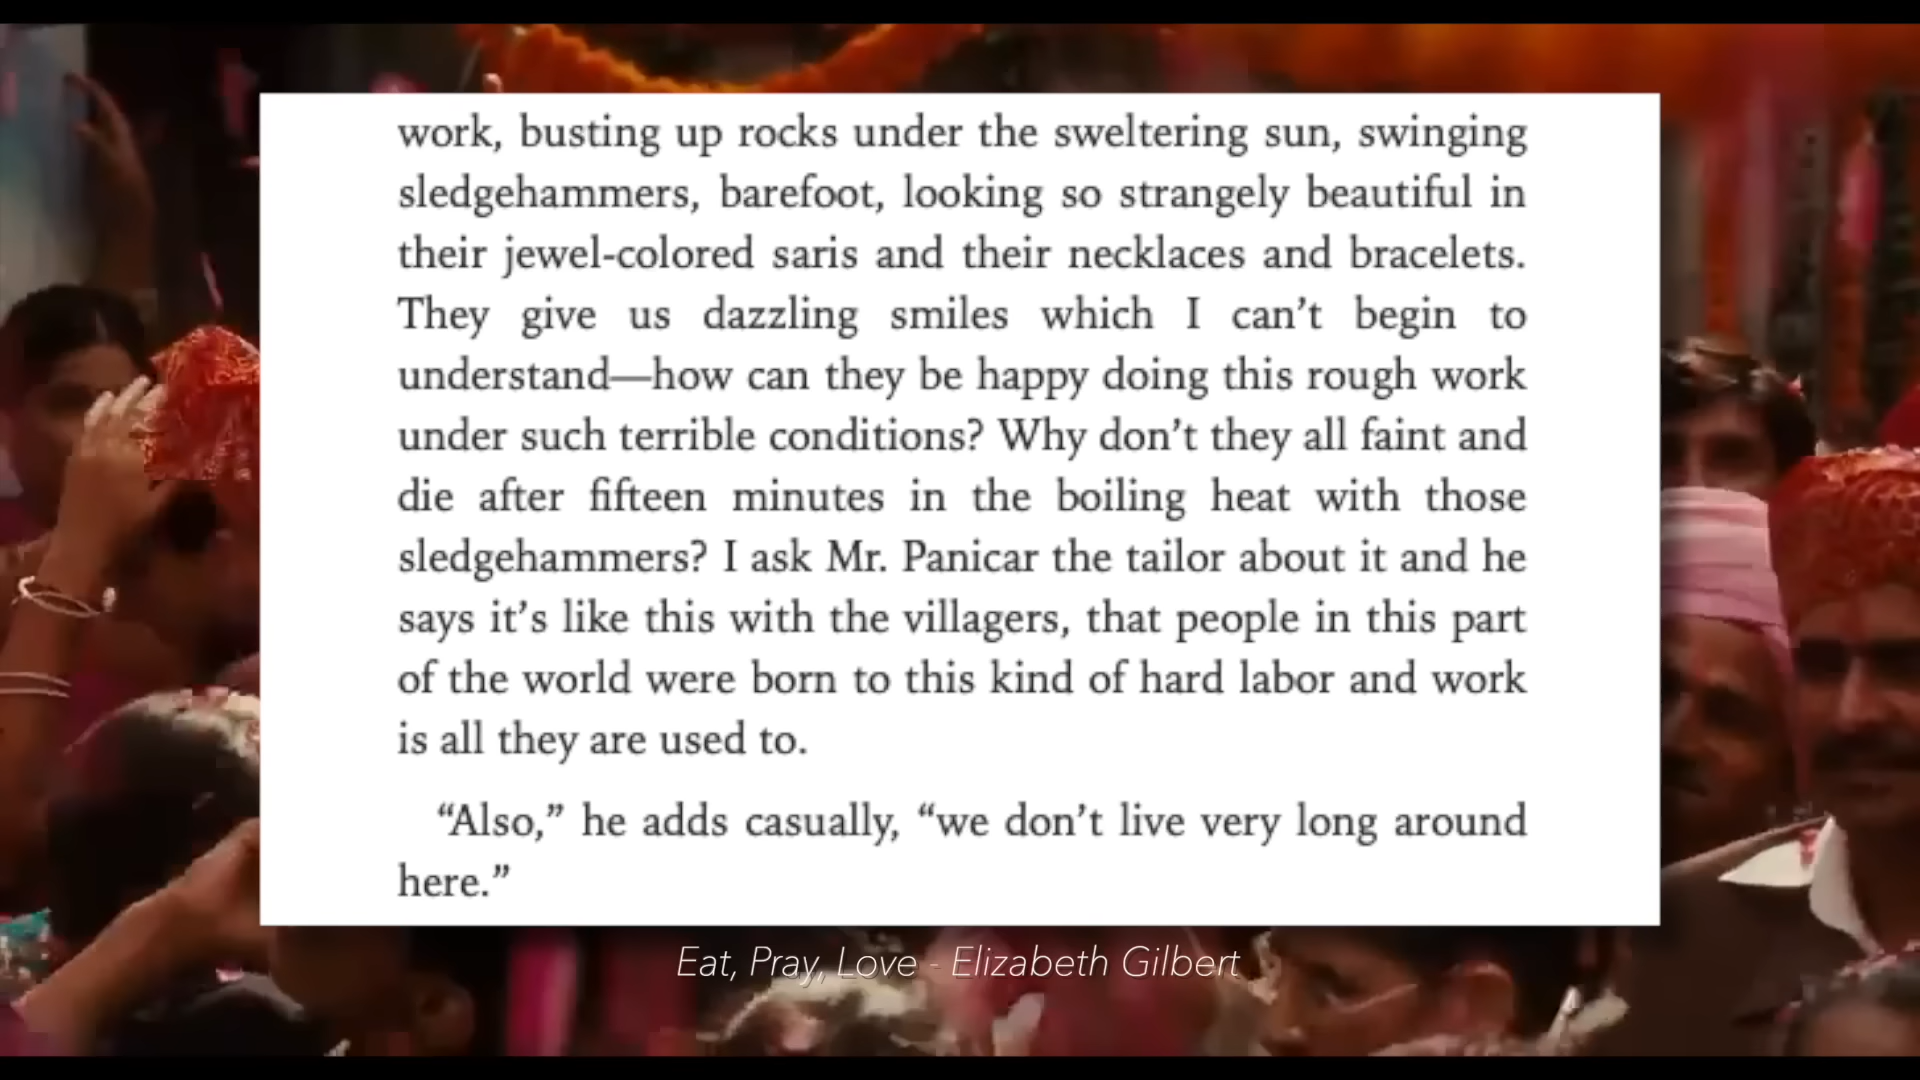 work, busting up rocks under the sweltering sun, swinging
sledgehammers, barefoot, looking so strangely beautiful in
their jewel-colored saris and their necklaces and bracelets.
They give us dazzling smiles which I can’t begin to
understand—how can they be happy doing this rough work
under such terrible conditions? Why don’t they all faint and
die after fifteen minutes in the boiling heat with those
sledgehammers? I ask Mr. Panicar the tailor about it and he
says it’s like this with the villagers, that people in this part
of the world were born to this kind of hard labor and work
is all they are used to.
“Also,” he adds casually, “we don’t live very long around
here.”
Eat, Pray, Love - Elizabeth Gilbert